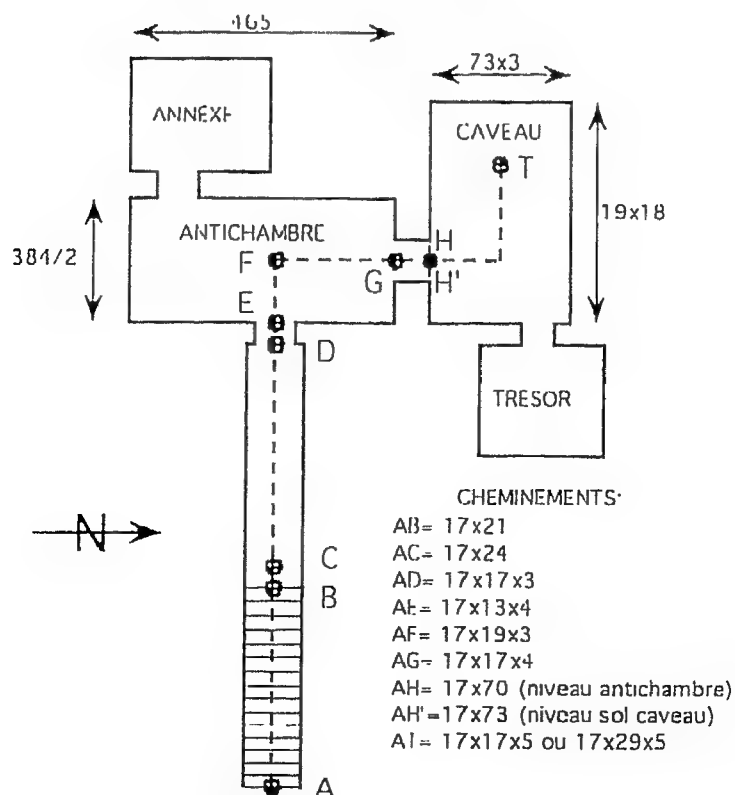 465
73x3
ANNEXE
CAVEAU
T
19x18
ANTICHAMBRE
H
384/2
F
G
H'
E
D
TRESOR
N
CHEMINEMENTS:
AB= 17x21
C
AC= 17x24
B
AD= 17x17x3
AE= 17x13x4
AF= 17x19x3
AG= 17x17x4
AH= 17x70 (niveau antichambre)
AH'=17x73 (niveau sol caveau)
AT= 17x17x5 ou 17x29x5
A